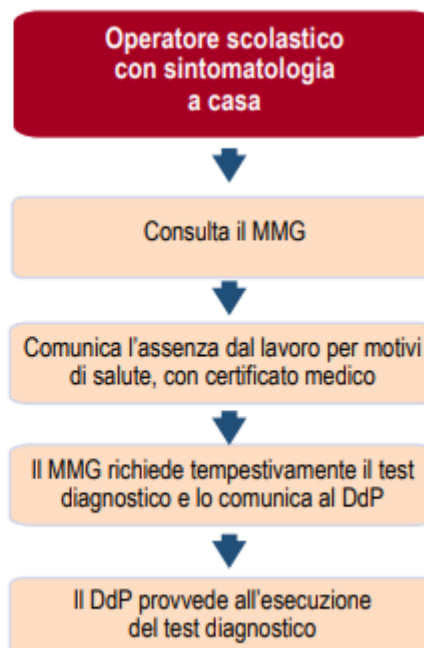 Operatore scolastico
con sintomatologia
a casa
Consulta il MMG
Comunica l'assenza dal lavoro per motivi
di salute, con certificato medico
Il MMG richiede tempestivamente il test
diagnostico e lo comunica al DdP
Il DdP provvede all'esecuzione
del test diagnostico